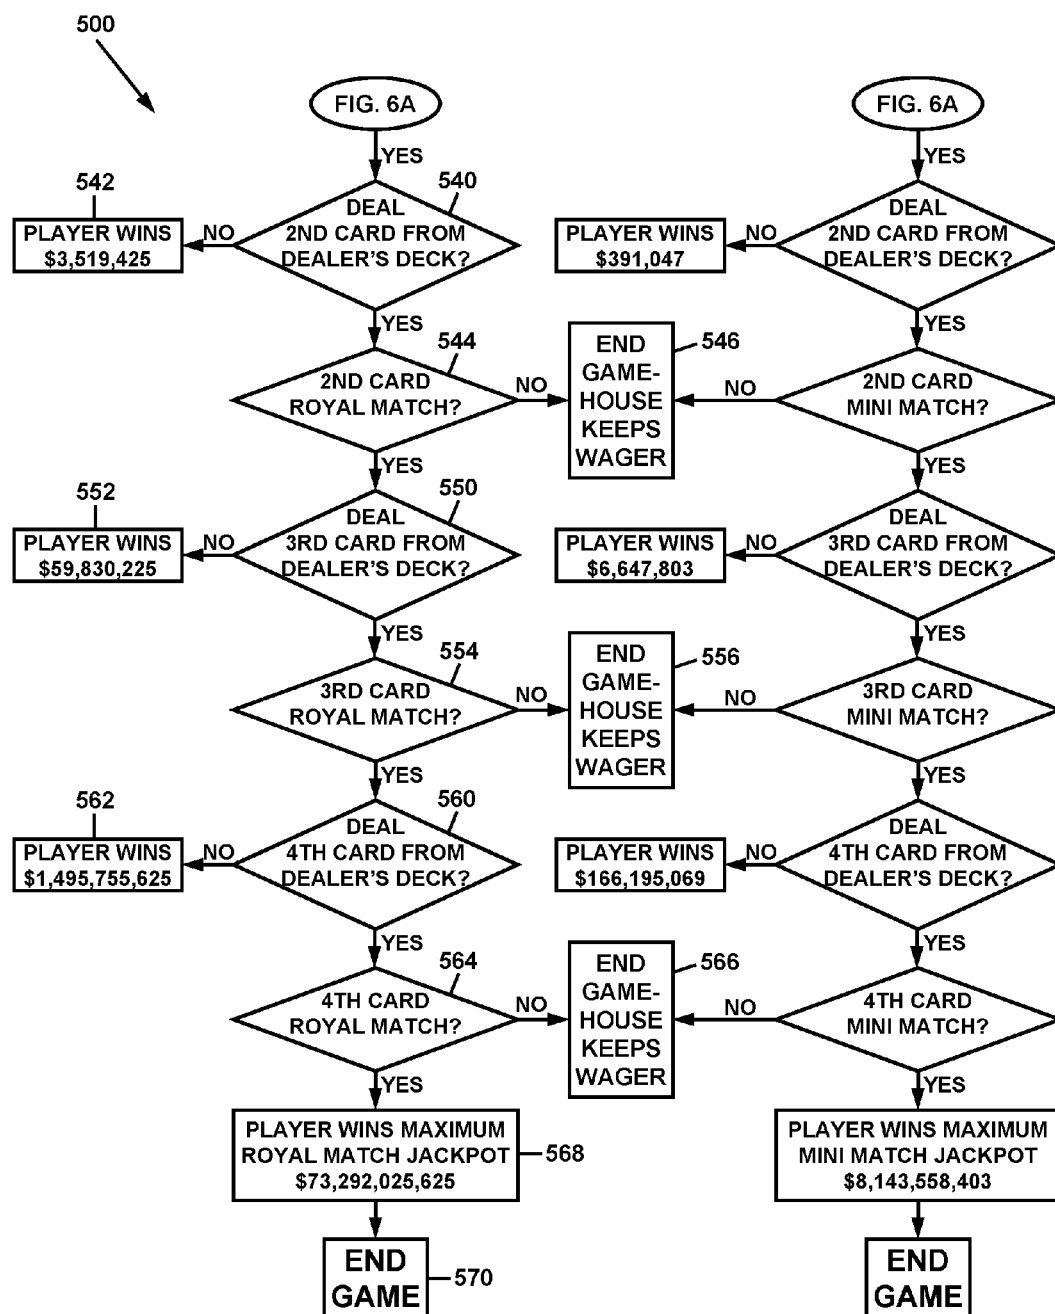 500
FIG. 6A
FIG. 6A
YES
YES
542
540
DEAL
2ND CARD FROM
DEALER'S DECK?
NO
PLAYER WINS
$3,519,425
DEAL
2ND CARD FROM
DEALER'S DECK?
NO
PLAYER WINS
$391,047
YES
YES
544
2ND CARD
ROYAL MATCH?
NO
END
GAME-
HOUSE
KEEPS
WAGER
546
NO
2ND CARD
MINI MATCH?
YES
YES
552
550
DEAL
3RD CARD FROM
DEALER'S DECK?
NO
PLAYER WINS
$59,830,225
DEAL
3RD CARD FROM
DEALER'S DECK?
NO
PLAYER WINS
$6,647,803
YES
YES
554
3RD CARD
ROYAL MATCH?
NO
END
GAME-
HOUSE
KEEPS
WAGER
556
NO
3RD CARD
MINI MATCH?
YES
YES
562
560
DEAL
4TH CARD FROM
DEALER'S DECK?
NO
PLAYER WINS
$1,495,755,625
DEAL
4TH CARD FROM
DEALER'S DECK?
NO
PLAYER WINS
$166,195,069
YES
YES
564
4TH CARD
ROYAL MATCH?
NO
END
GAME-
HOUSE
KEEPS
WAGER
566
NO
4TH CARD
MINI MATCH?
YES
YES
PLAYER WINS MAXIMUM
ROYAL MATCH JACKPOT
$73,292,025,625
568
PLAYER WINS MAXIMUM
MINI MATCH JACKPOT
$8,143,558,403
END
GAME
570
END
GAME